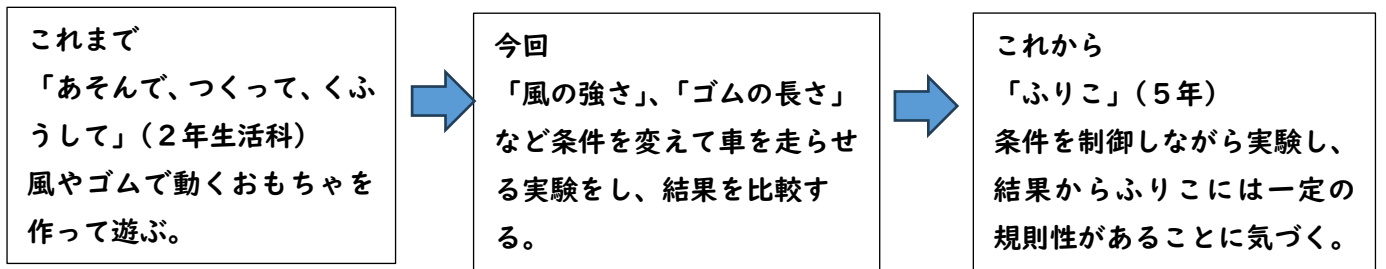 これまで
「あそんで、つくって、くふ
うして」（２年生活科）
風やゴムで動くおもちゃを
作って遊ぶ。
今回
「風の強さ」、「ゴムの長さ」
など条件を変えて車を走らせ
る実験をし、結果を比較す
る。
これから
「ふりこ」（５年）
条件を制御しながら実験し、
結果からふりこには一定の
規則性があることに気づく。